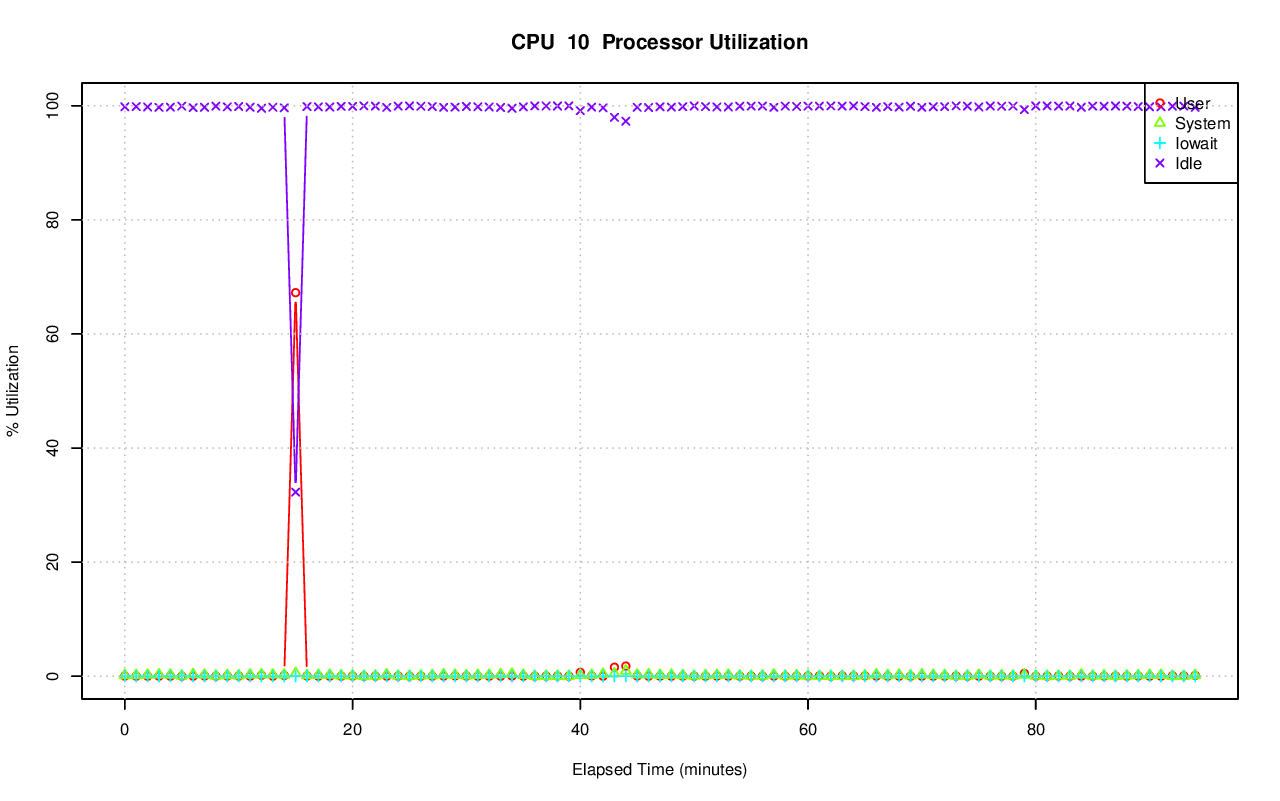 CPU  10  Processor Utilization
100
80
60
40
20
0
% Utilization
User
System
Iowait
Idle
0 20 40 60 80
Elapsed Time (minutes)